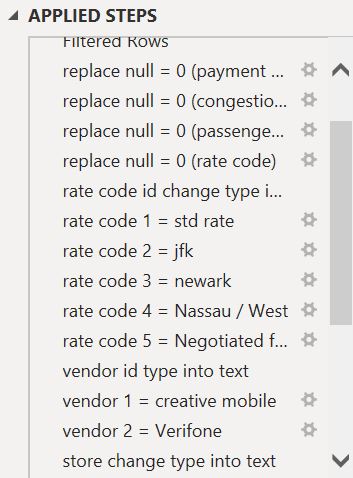 APPLIED STEPS
Filtered Rows
replace null = 0 (payment ...
replace null = 0 (congestio...
replace null = 0 (passenge...
replace null = 0 (rate code)
rate code id change type i...
rate code 1 = std rate
rate code 2 = jfk
rate code 3 = newark
rate code 4 = Nassau / West
rate code 5 = Negotiated f...
vendor id type into text
vendor 1 = creative mobile
vendor 2 = Verifone
store change type into text